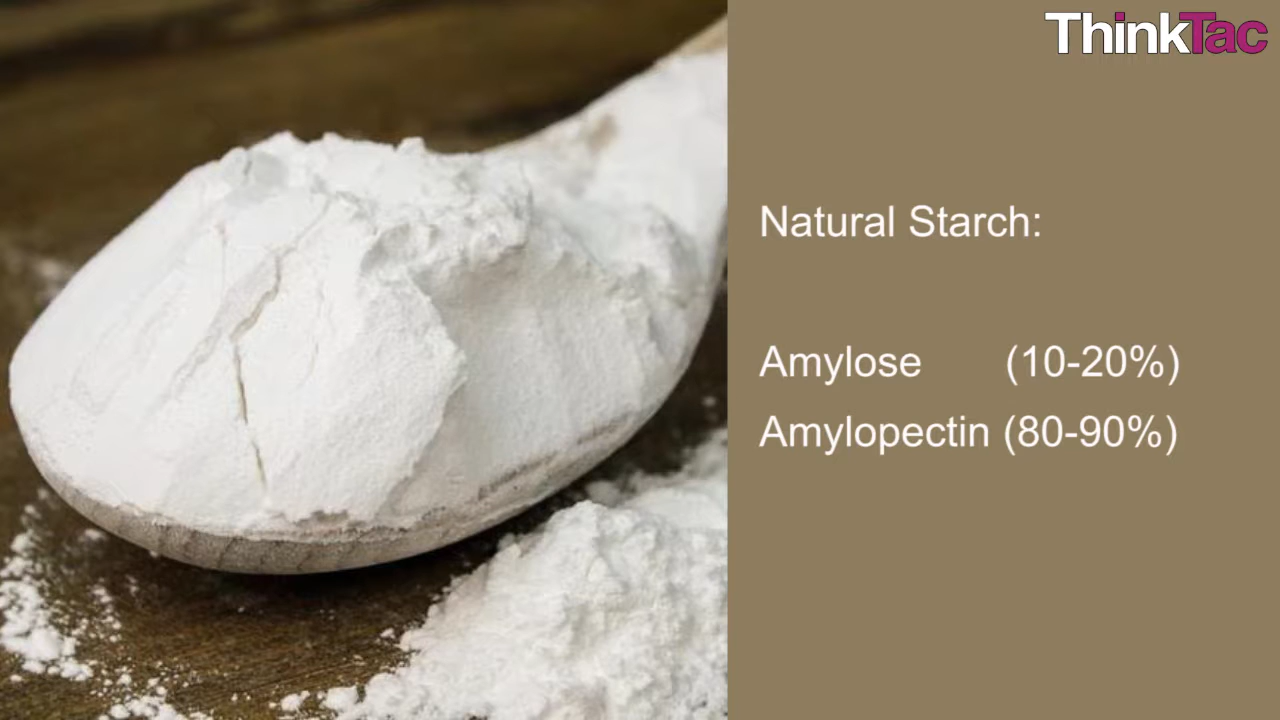 ThinkTac
Natural Starch:
Amylose (10-20%)
Amylopectin (80-90%)